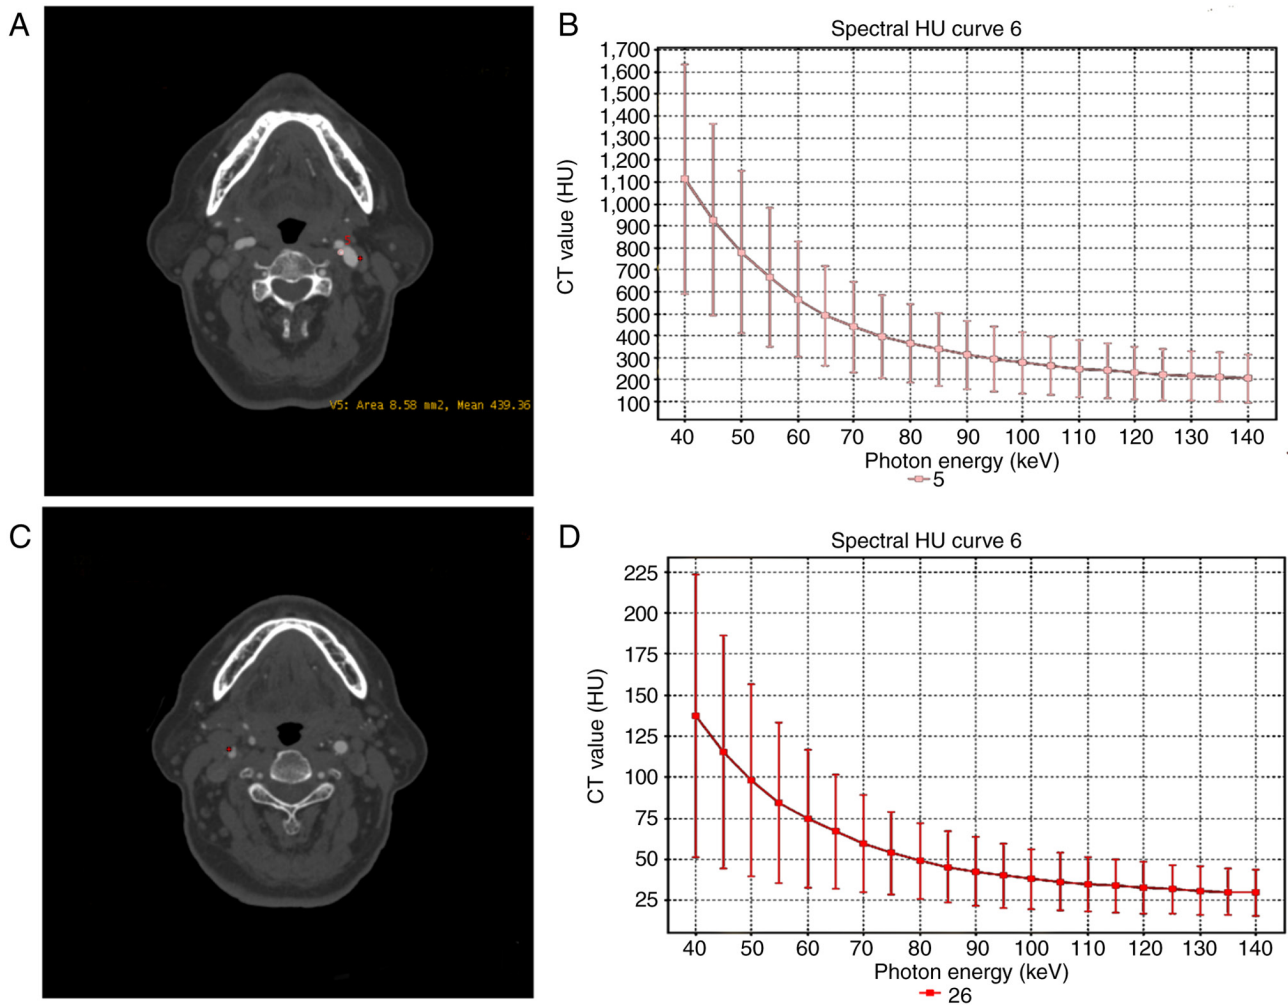 A
V5: Area 8.58 mm2, Mean 439.36
B
Spectral HU curve 6
CT value (HU)
1,700
1,600
1,500
1,400
1,300
1,200
1,100
1,000
900
800
700
600
500
400
300
200
100
40 50 60 70 80 90 100 110 120 130 140
Photon energy (keV)
5
C
D
Spectral HU curve 6
CT value (HU)
225
200
175
150
125
100
75
50
25
40 50 60 70 80 90 100 110 120 130 140
Photon energy (keV)
26